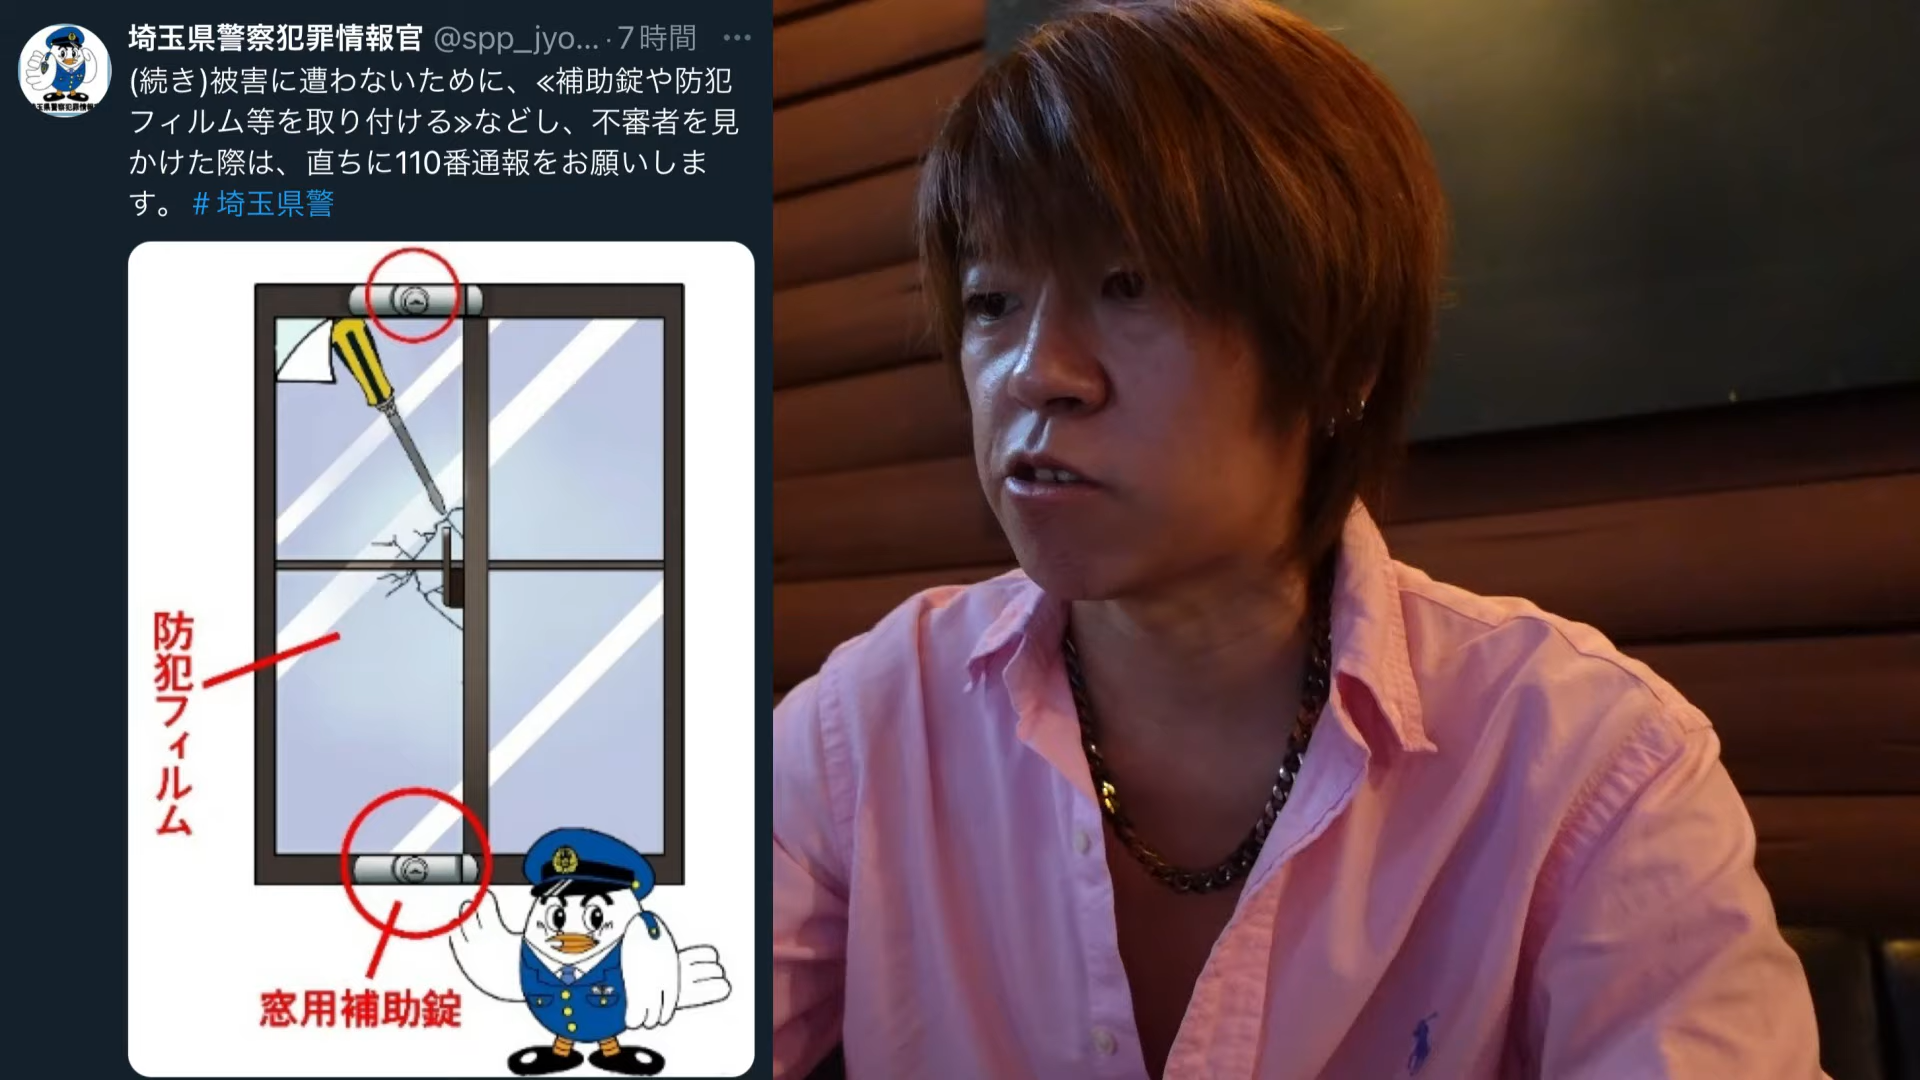 埼玉県警察犯罪情報官 @spp_jyo... · 7時間
(続き)被害に遭わないために、≪補助錠や防犯
フィルム等を取り付ける≫などし、不審者を見
かけた際は、直ちに110番通報をお願いしま
す。 #埼玉県警
防犯フィルム
窓用補助錠